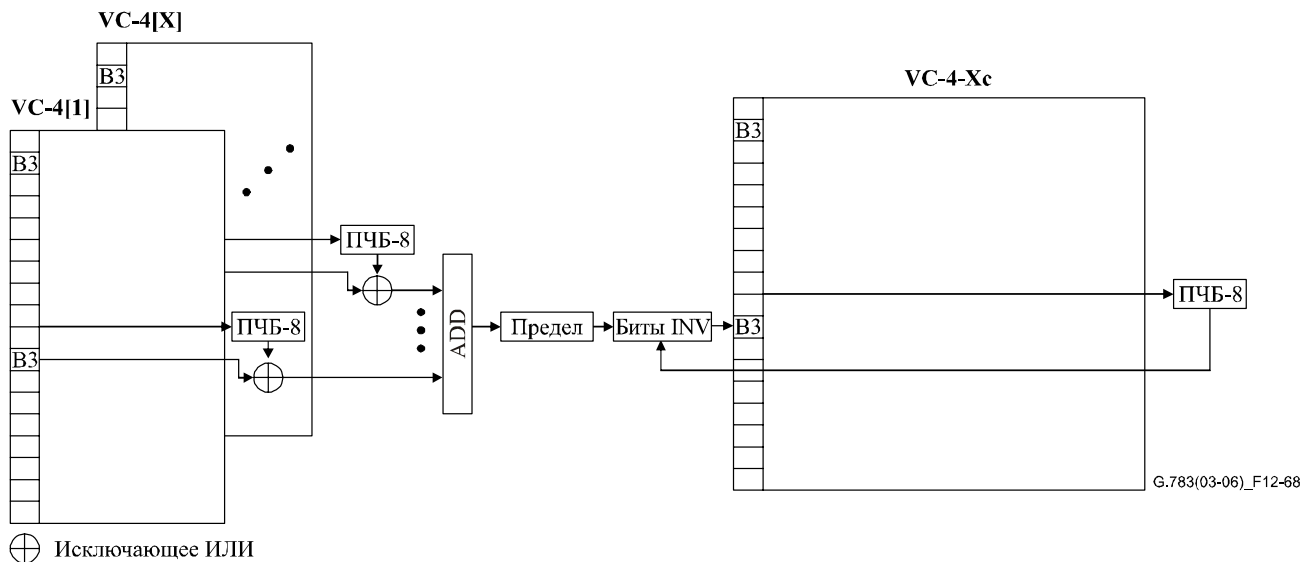 VC-4[X]
B3
VC-4[1]
B3
VC-4-Xc
B3
ПЧБ-8
ПЧБ-8
ADD
Предел
Биты INV
B3
ПЧБ-8
B3
G.783(03-06)_F12-68
Исключающее ИЛИ